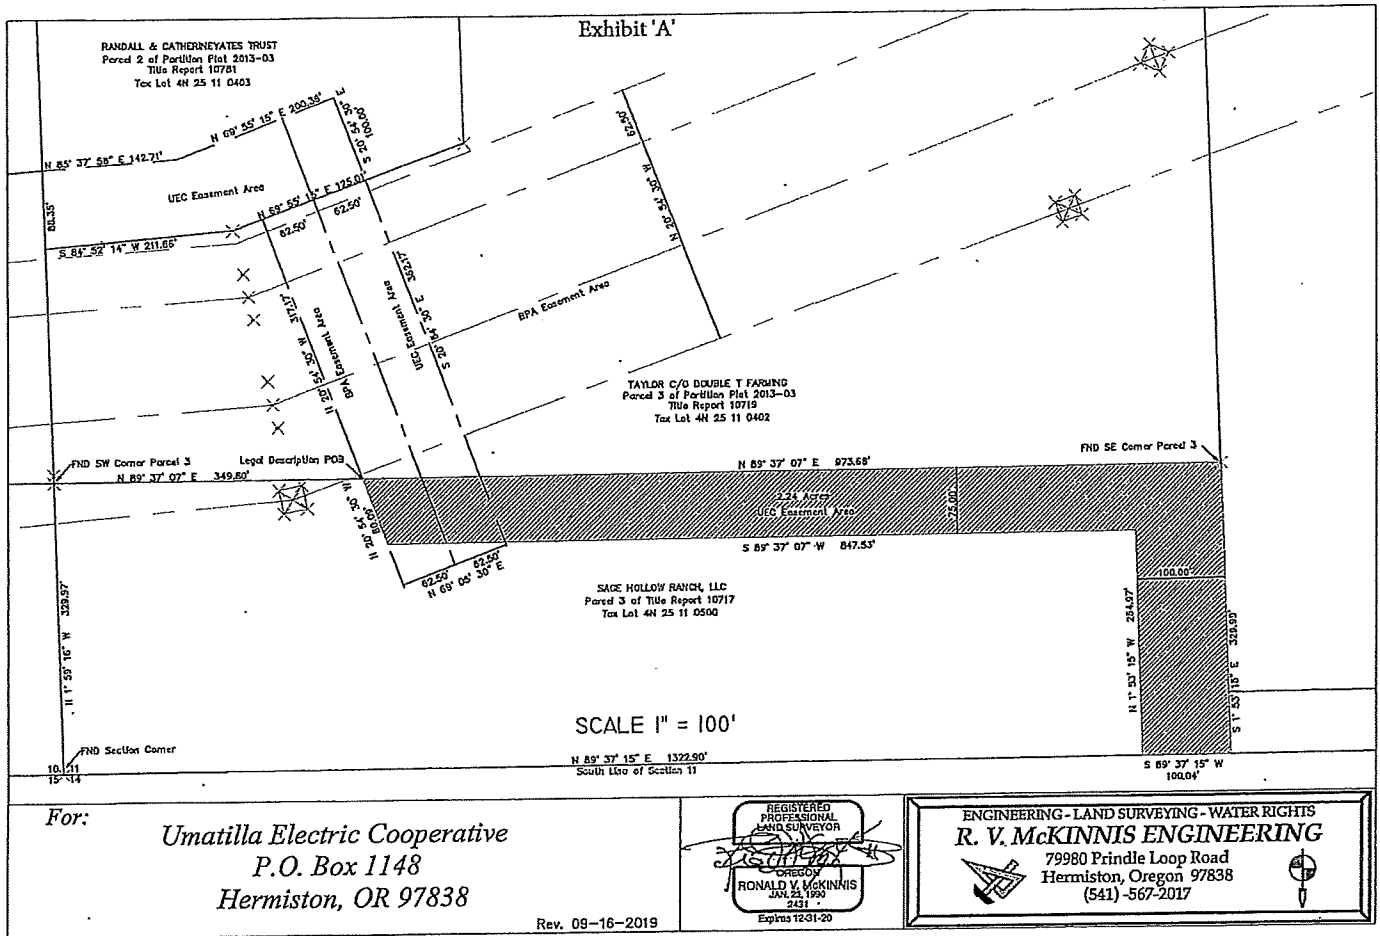 Exhibit 'A'
RANDALL & CATHERINEYATES TRUST
Parcel 2 of Partition Plat 2013-03
Title Report 10781
Tax Lot 4N 25 11 0403
N 69° 55' 15" E 200.39'
S 20° 54' 30" E
100.00'
N 85° 37' 58" E 142.71'
UEC Easement Area
N 69° 55' 15" E 125.01'
62.50'
62.50'
S 84° 52' 14" W 211.66'
62.50'
N 20° 54' 30" W
N 20° 54' 30" W 317.17'
BPA Easement Area
UEC Easement Area
S 20° 54' 30" E 362.17'
BPA Easement Area
TAYLOR C/O DOUBLE T FARMING
Parcel 3 of Partition Plat 2013-03
Title Report 10719
Tax Lot 4N 25 11 0402
FND SW Corner Parcel 3
Legal Description POB
FND SE Corner Parcel 3
N 89° 37' 07" E 349.60'
N 89° 37' 07" E 973.68'
2.24 Acres
UEC Easement Area
75.00'
N 20° 54' 30" W
80.09'
S 89° 37' 07" W 847.53'
62.50'
62.50'
N 69° 05' 30" E
SAGE HOLLOW RANCH, LLC
Parcel 3 of Title Report 10717
Tax Lot 4N 25 11 0500
100.00'
N 1° 59' 16" W 329.97'
N 1° 53' 15" W 254.97'
S 1° 53' 15" E 329.90'
SCALE 1" = 100'
FND Section Corner
10 11
15 14
N 89° 37' 15" E 1322.90'
South Line of Section 11
S 89° 37' 15" W
100.04'
For:
Umatilla Electric Cooperative
P.O. Box 1148
Hermiston, OR 97838
Rev. 09-16-2019
REGISTERED
PROFESSIONAL
LAND SURVEYOR
OREGON
RONALD V. McKINNIS
JAN. 23, 1990
2431
Expires 12-31-20
ENGINEERING - LAND SURVEYING - WATER RIGHTS
R. V. McKINNIS ENGINEERING
79980 Prindle Loop Road
Hermiston, Oregon 97838
(541) -567-2017